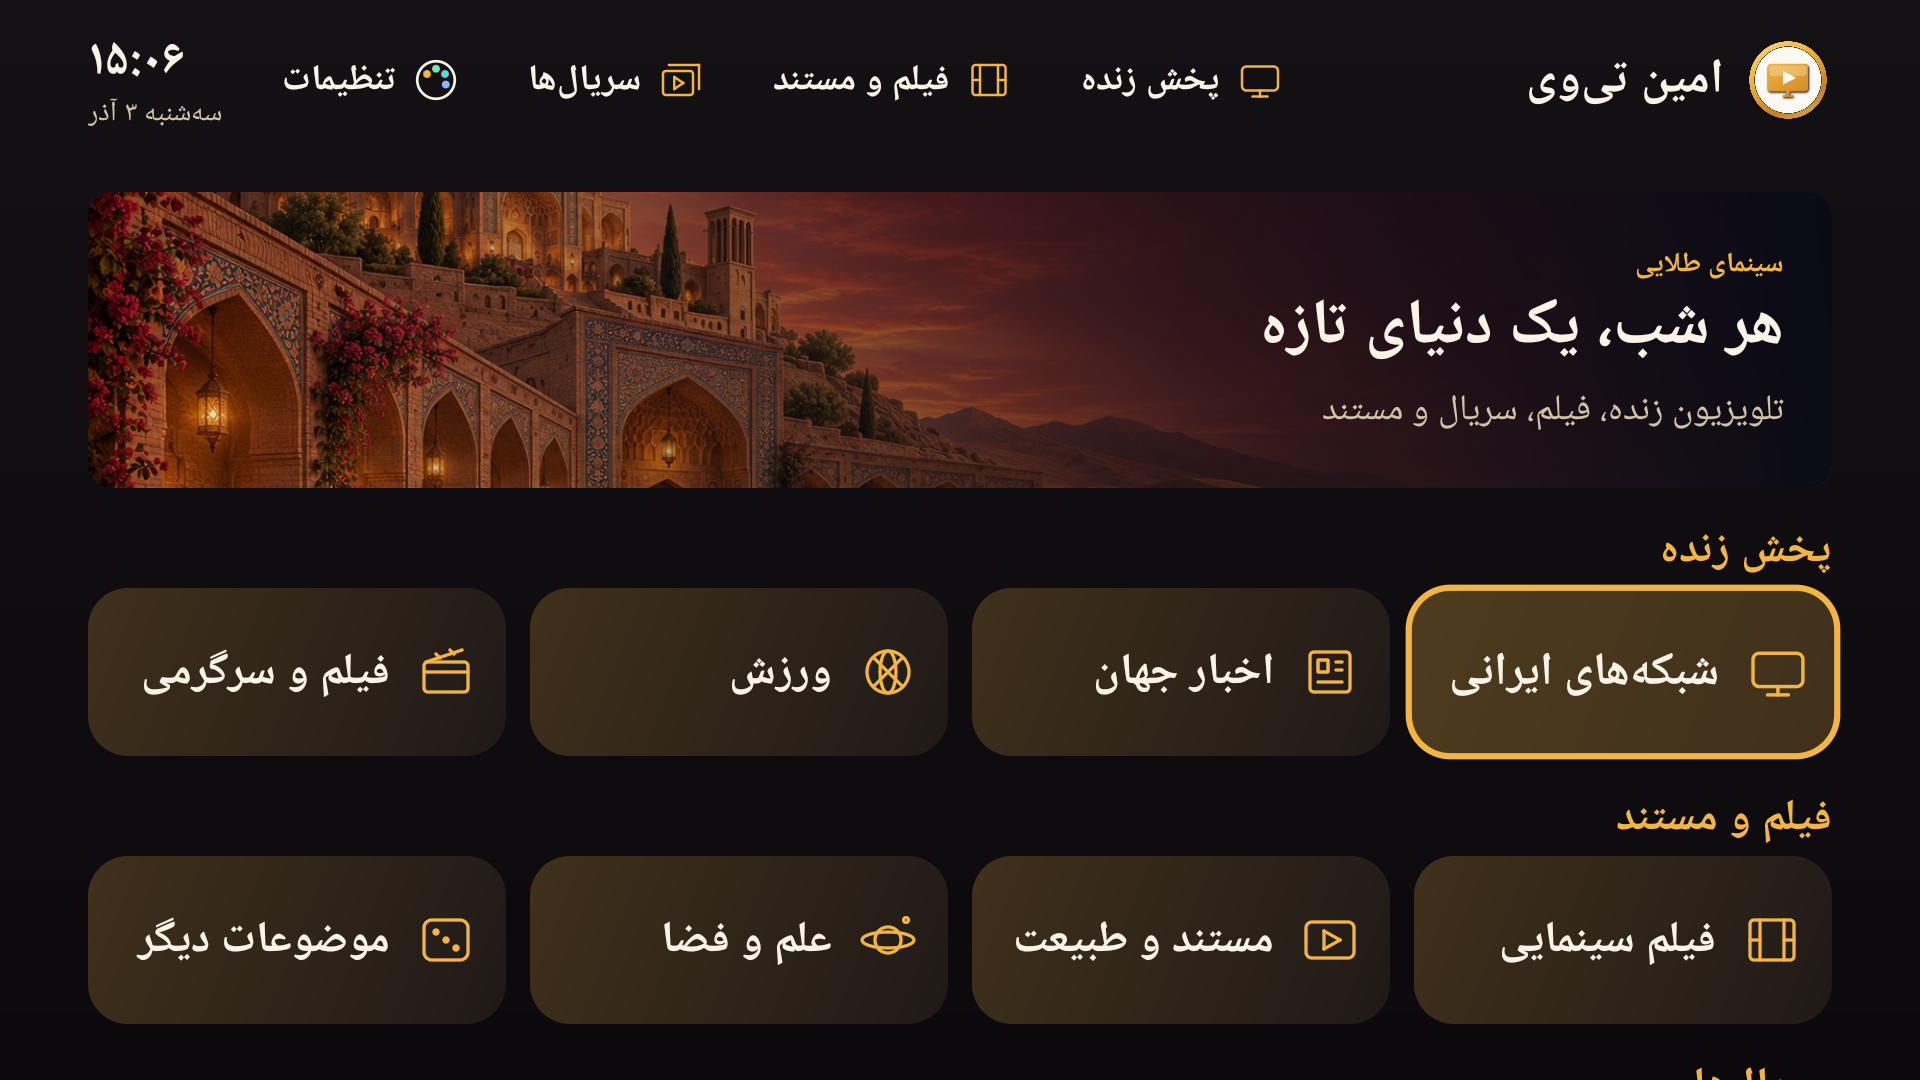 امین تی‌وی
پخش زنده
فیلم و مستند
سریال‌ها
تنظیمات
۱۵:۰۶
سه‌شنبه ۳ آذر
سینمای طلایی
هر شب، یک دنیای تازه
تلویزیون زنده، فیلم، سریال و مستند
پخش زنده
شبکه‌های ایرانی
اخبار جهان
ورزش
فیلم و سرگرمی
فیلم و مستند
فیلم سینمایی
مستند و طبیعت
علم و فضا
موضوعات دیگر